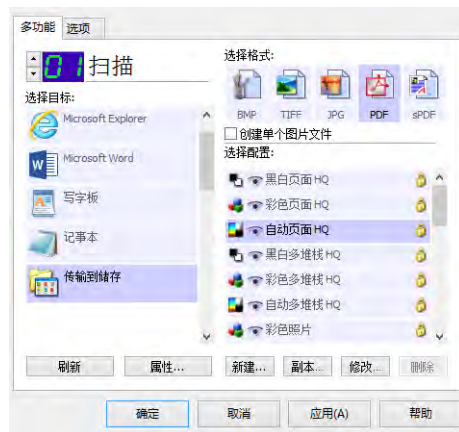 多功能 选项
01 扫描
选择目标:
Microsoft Explorer
Microsoft Word
写字板
记事本
传输到储存
刷新 属性...
选择格式:
BMP TIFF JPG PDF sPDF
创建单个图片文件
选择配置:
黑白页面 HQ
彩色页面 HQ
自动页面 HQ
黑白多堆栈 HQ
彩色多堆栈 HQ
自动多堆栈 HQ
彩色照片
新建... 副本... 修改... 删除
确定 取消 应用(A) 帮助